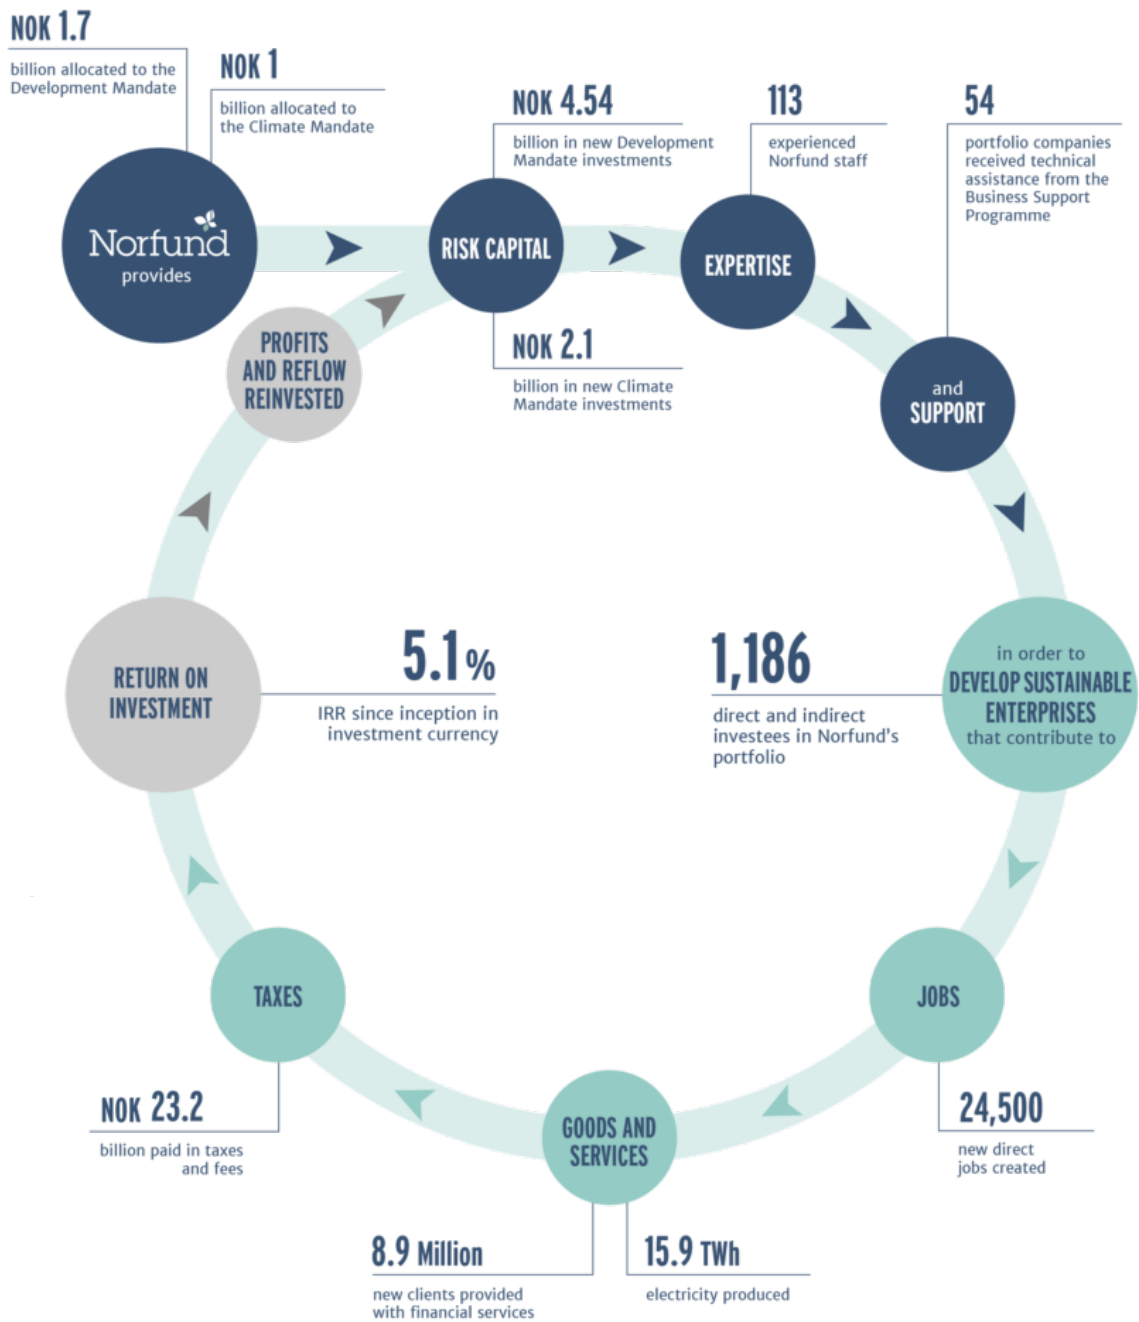 NOK 1.7
billion allocated to the
Development Mandate
NOK 1
billion allocated to
the Climate Mandate
Norfund
provides
NOK 4.54
billion in new Development
Mandate investments
RISK CAPITAL
NOK 2.1
billion in new Climate
Mandate investments
113
experienced
Norfund staff
EXPERTISE
54
portfolio companies
received technical
assistance from the
Business Support
Programme
and
SUPPORT
PROFITS
AND REFLOW
REINVESTED
RETURN ON
INVESTMENT
5.1%
IRR since inception in
investment currency
1,186
direct and indirect
investees in Norfund's
portfolio
in order to
DEVELOP SUSTAINABLE
ENTERPRISES
that contribute to
TAXES
NOK 23.2
billion paid in taxes
and fees
JOBS
24,500
new direct
jobs created
GOODS AND
SERVICES
8.9 Million
new clients provided
with financial services
15.9 TWh
electricity produced